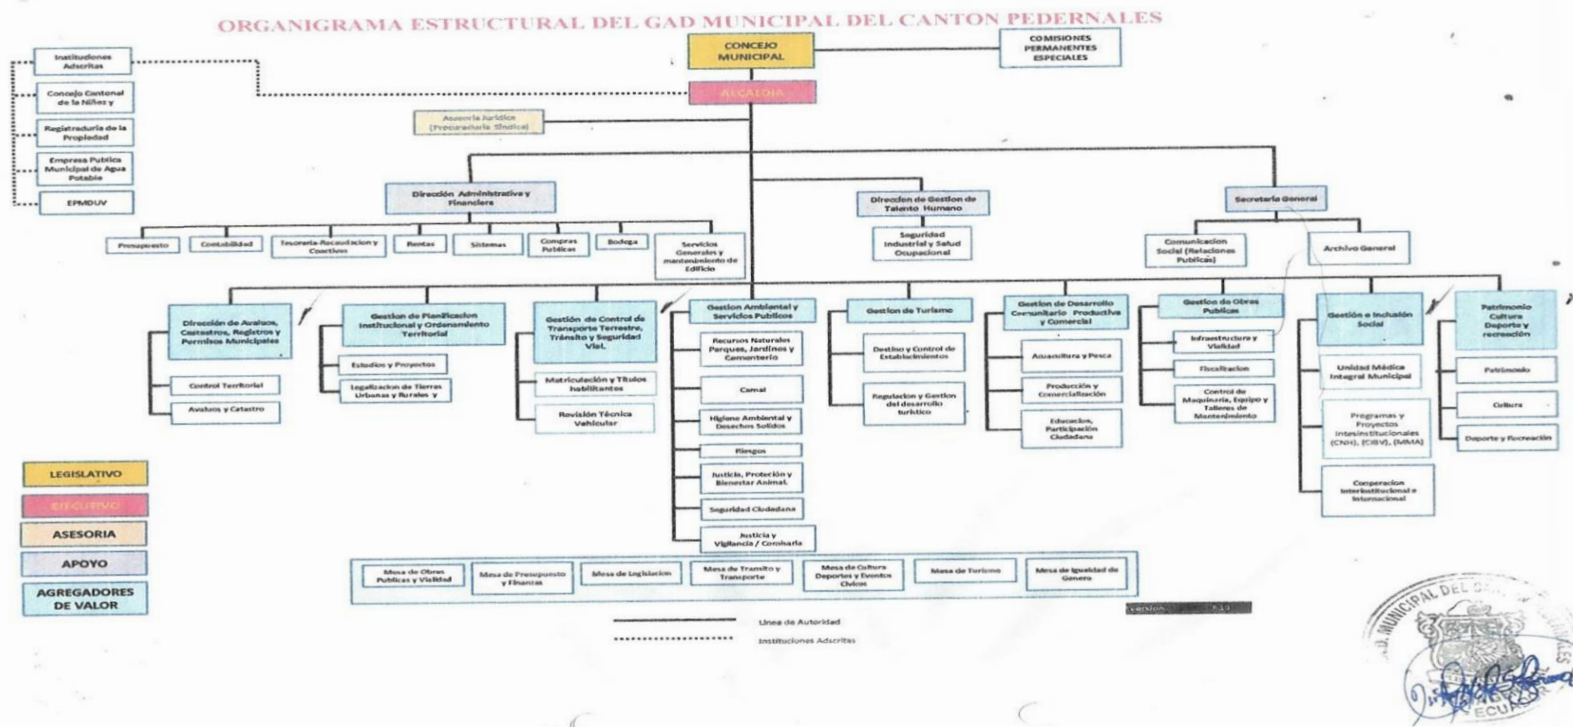 ORGANIGRAMA ESTRUCTURAL DEL GAD MUNICIPAL DEL CANTON PEDERNALES
CONCEJO
MUNICIPAL
COMISIONES
PERMANENTES
ESPECIALES
ALCALDIA
Instituciones
Adscritas
Concejo Cantonal
de la Niñez y
Registraduria de la
Propiedad
Empresa Publica
Municipal de Agua
Potable
EPMDUV
Asesoria Juridica
(Procuraduria Sindica)
Dirección Administrativa y
Financiera
Direccion de Gestion de
Talento Humano
Secretaria General
Presupuesto
Contabilidad
Tesoreria-Recaudacion y
Coactivas
Rentas
Sistemas
Compras
Publicas
Bodega
Servicios
Generales y
mantenimiento de
Edificio
Seguridad
Industrial y Salud
Ocupacional
Comunicacion
Social (Relaciones
Publicas)
Archivo General
Dirección de Avaluos,
Castastros, Registros y
Permisos Municipales
Control Territorial
Avaluos y Catastro
Gestion de Planificacion
Institucional y Ordenamiento
Territorial
Estudios y Proyectos
Legalizacion de Tierras
Urbanas y Rurales y
Gestión de Control de
Transporte Terrestre,
Tránsito y Seguridad
Vial.
Matriculación y Titulos
habilitantes
Revisión Técnica
Vehicular
Gestion Ambiental y
Servicios Publicos
Recursos Naturales
Parques, Jardines y
Cementerio
Camal
Higiene Ambiental y
Desechos Solidos
Riesgos
Justicia, Proteción y
Bienestar Animal.
Seguridad Ciudadana
Justicia y
Vigilancia / Comisaria
Gestion de Turismo
Destino y Control de
Establecimientos
Regulacion y Gestion
del desarrollo
turistico
Gestion de Desarrollo
Comunitario Productiva
y Comercial
Acuacultura y Pesca
Producción y
Comercialización
Educacion,
Participación
Ciudadana
Gestion de Obras
Publicas
Infraestructura y
Vialidad
Fiscalizacion
Control de
Maquinaria, Equipo y
Talleres de
Mantenimiento
Gestión e Inclusión
Social
Unidad Médica
Integral Municipal
Programas y
Proyectos
Intesinstitucionales
(CNH), (CIBV), (MMA)
Cooperacion
Interinstitucional e
Internacional
Patrimonio
Cultura
Deporte y
recreación
Patrimonio
Cultura
Deporte y Recreación
LEGISLATIVO
EJECUTIVO
ASESORIA
APOYO
AGREGADORES
DE VALOR
Mesa de Obras
Publicas y Vialidad
Mesa de Presupuesto
y Finanzas
Mesa de Legislacion
Mesa de Transito y
Transporte
Mesa de Cultura
Deportes y Eventos
Civicos
Mesa de Turismo
Mesa de Igualdad de
Genero
version
Linea de Autoridad
Instituciones Adscritas
MUNICIPAL DEL
ECUADOR